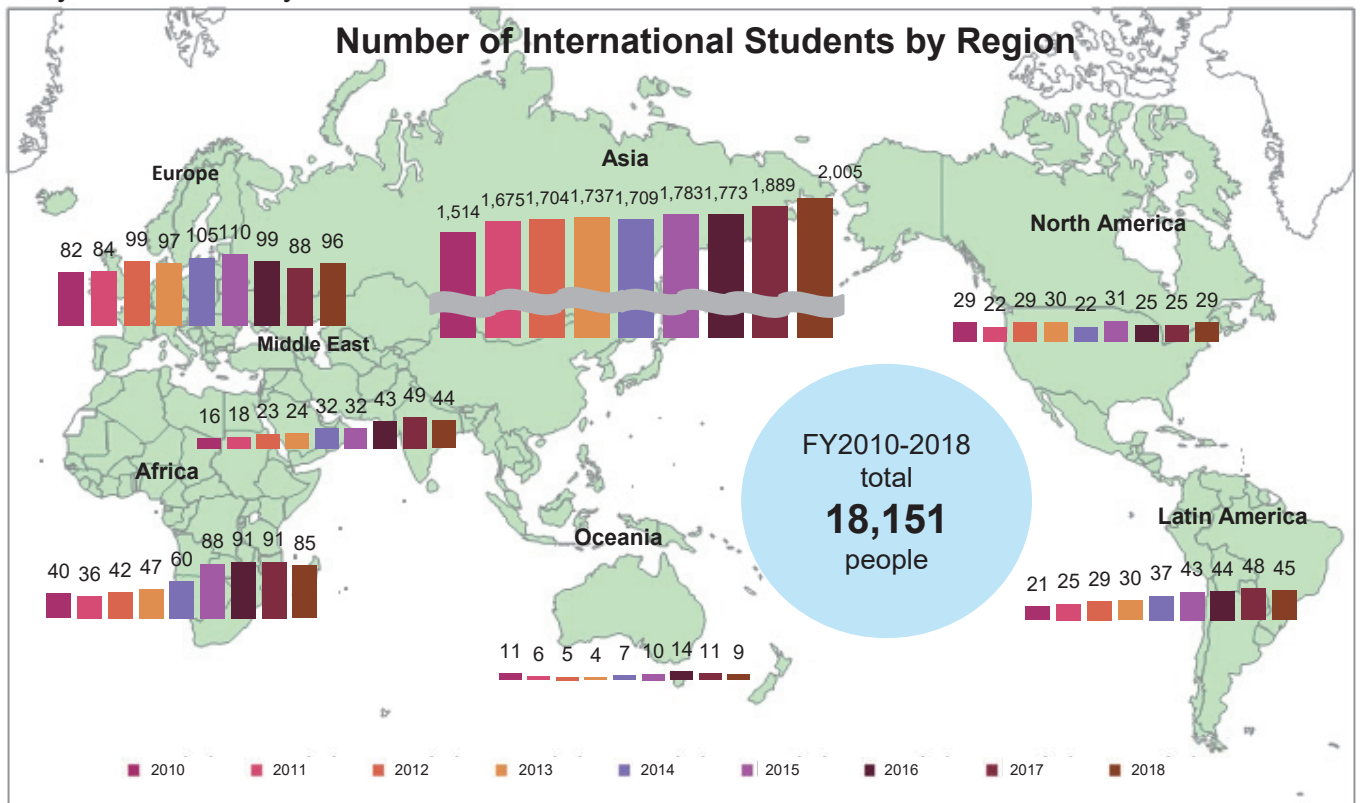 Number of International Students by Region
Europe
82 84 99 97 105 110 99 88 96
Asia
1,514 1,675 1,704 1,737 1,709 1,783 1,773 1,889 2,005
North America
29 22 29 30 22 31 25 25 29
Middle East
16 18 23 24 32 32 43 49 44
Africa
40 36 42 47 60 88 91 91 85
FY2010-2018
total
18,151
people
Oceania
11 6 5 4 7 10 14 11 9
Latin America
21 25 29 30 37 43 44 48 45
2010 2011 2012 2013 2014 2015 2016 2017 2018